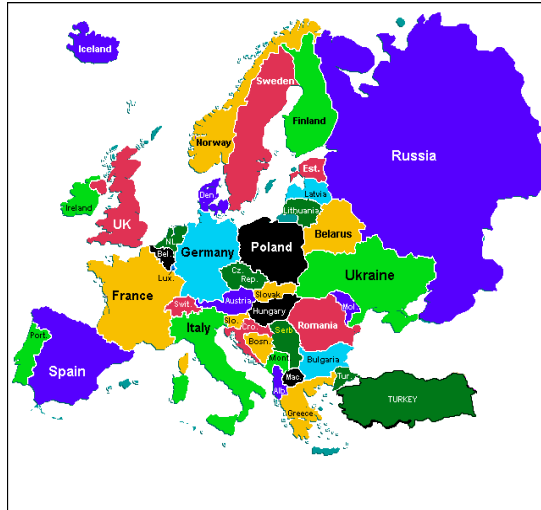 Iceland
Sweden
Finland
Norway
Russia
Est.
Latvia
Den.
Lithuania
Ireland
UK
Belarus
NL
Poland
Bel.
Germany
Ukraine
Lux.
Cz.
Rep.
France
Slovak.
Swit.
Austria
Hungary
Mol.
Italy
Slo.
Cro.
Serb
Romania
Port.
Bosn.
Mont.
Bulgaria
Spain
Mac.
Tur.
Alb.
TURKEY
Greece